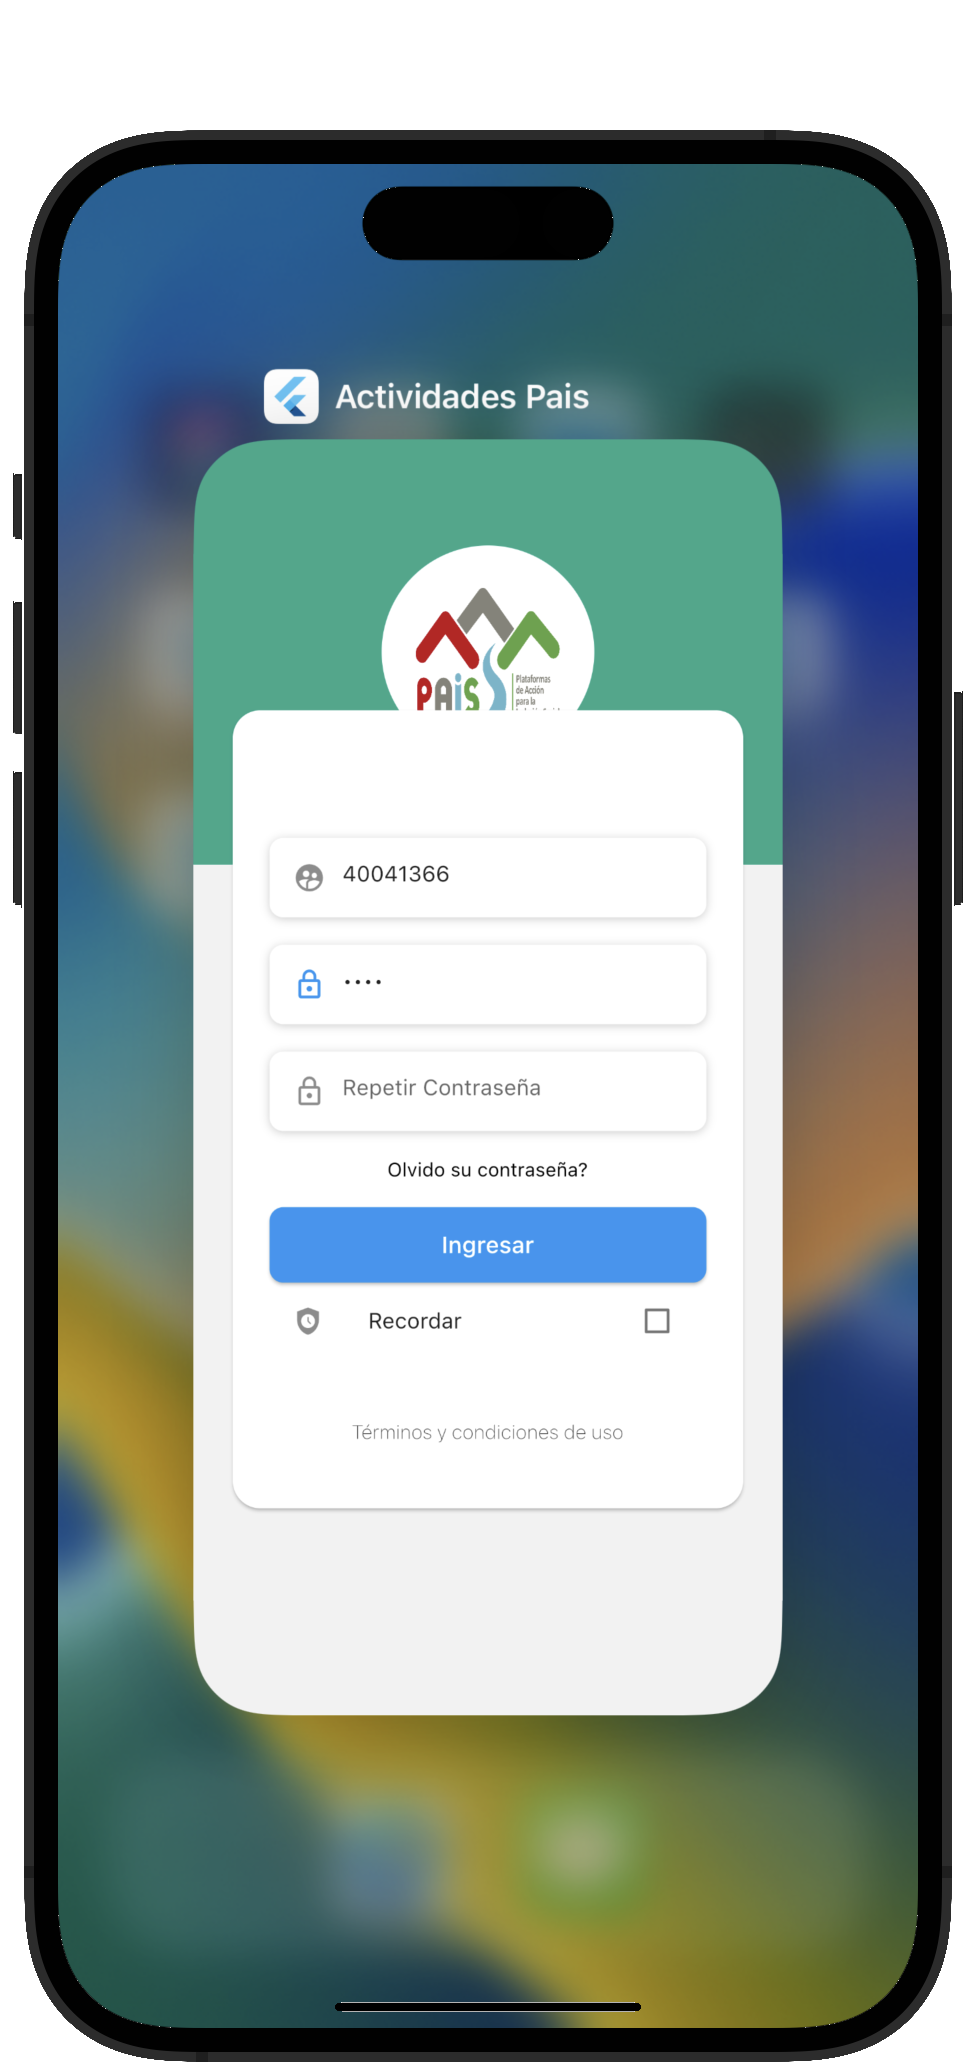 Actividades Pais
PAIS
Plataformas
de Acción
para la
40041366
••••
Repetir Contraseña
Olvido su contraseña?
Ingresar
Recordar
Términos y condiciones de uso